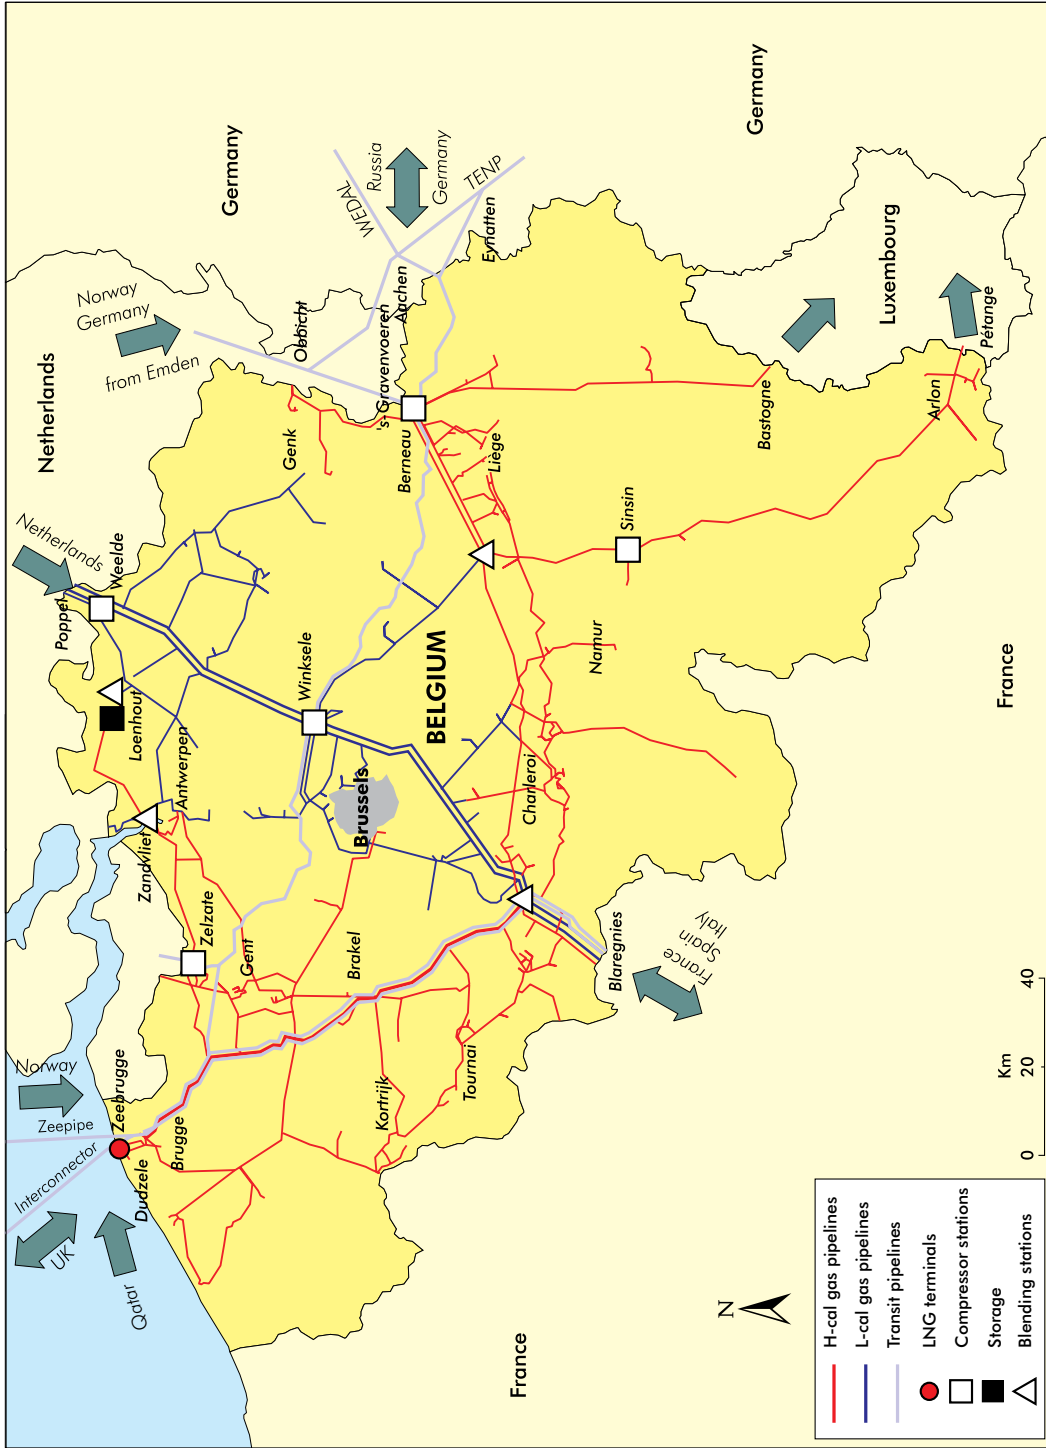 Netherlands
Germany
Germany
Norway
Germany
from Emden
Netherlands
Poppel
Weelde
Obbicht
WEDAL
Russia
Germany
TENP
Aachen
Eynatten
's-Gravenvoeren
Berneau
Genk
Liège
Loenhout
Antwerpen
Zandvliet
Zelzate
Gent
Winksele
Brussels
BELGIUM
Namur
Sinsin
Bastogne
Arlon
Pétange
Luxembourg
Charleroi
Brakel
Blaregnies
France
Spain
Italy
Tournai
Kortrijk
Norway
Zeepipe
Zeebrugge
Interconnector
Dudzele
Brugge
UK
Qatar
France
France
N
Km
0
20
40
H-cal gas pipelines
L-cal gas pipelines
Transit pipelines
LNG terminals
Compressor stations
Storage
Blending stations